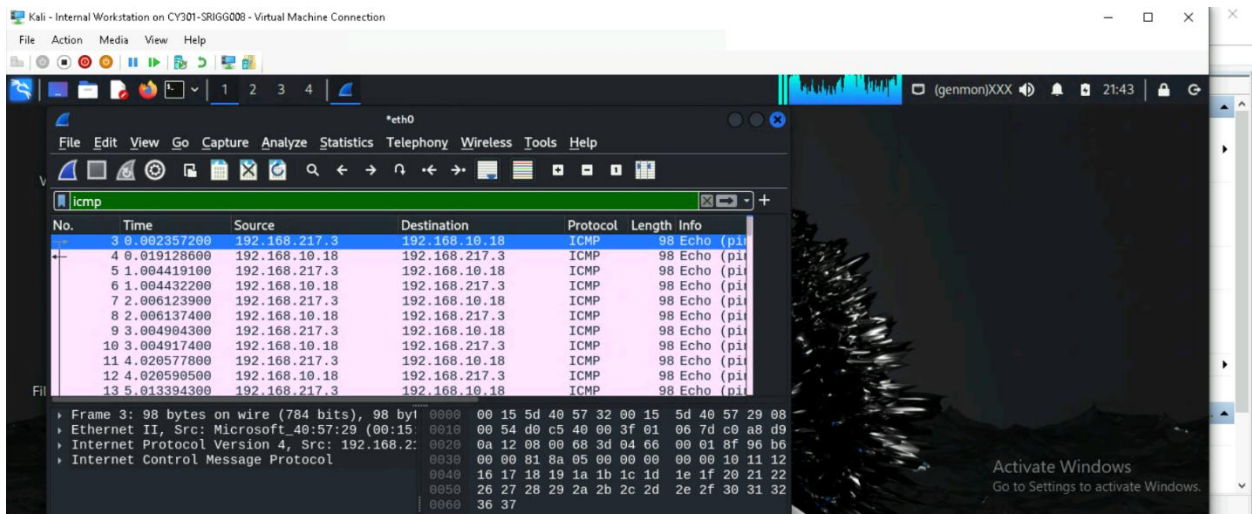 Kali - Internal Workstation on CY301-SRIGG008 - Virtual Machine Connection
File Action Media View Help
1 2 3 4
(genmon)XXX 21:43
*eth0
File Edit View Go Capture Analyze Statistics Telephony Wireless Tools Help
icmp
No. Time Source Destination Protocol Length Info
3 0.002357200 192.168.217.3 192.168.10.18 ICMP 98 Echo (pin
4 0.019128600 192.168.10.18 192.168.217.3 ICMP 98 Echo (pin
5 1.004419100 192.168.217.3 192.168.10.18 ICMP 98 Echo (pin
6 1.004432200 192.168.10.18 192.168.217.3 ICMP 98 Echo (pin
7 2.006123900 192.168.217.3 192.168.10.18 ICMP 98 Echo (pin
8 2.006137400 192.168.10.18 192.168.217.3 ICMP 98 Echo (pin
9 3.004904300 192.168.217.3 192.168.10.18 ICMP 98 Echo (pin
10 3.004917400 192.168.10.18 192.168.217.3 ICMP 98 Echo (pin
11 4.020577800 192.168.217.3 192.168.10.18 ICMP 98 Echo (pin
12 4.020590500 192.168.10.18 192.168.217.3 ICMP 98 Echo (pin
13 5.013394300 192.168.217.3 192.168.10.18 ICMP 98 Echo (pin
Fil
Frame 3: 98 bytes on wire (784 bits), 98 byt 0000 00 15 5d 40 57 32 00 15 5d 40 57 29 08
Ethernet II, Src: Microsoft_40:57:29 (00:15: 0010 00 54 d0 c5 40 00 3f 01 06 7d c0 a8 d9
Internet Protocol Version 4, Src: 192.168.21 0020 0a 12 08 00 68 3d 04 66 00 01 8f 96 b6
Internet Control Message Protocol 0030 00 00 81 8a 05 00 00 00 00 00 10 11 12
0040 16 17 18 19 1a 1b 1c 1d 1e 1f 20 21 22
0050 26 27 28 29 2a 2b 2c 2d 2e 2f 30 31 32
0060 36 37
Activate Windows
Go to Settings to activate Windows.